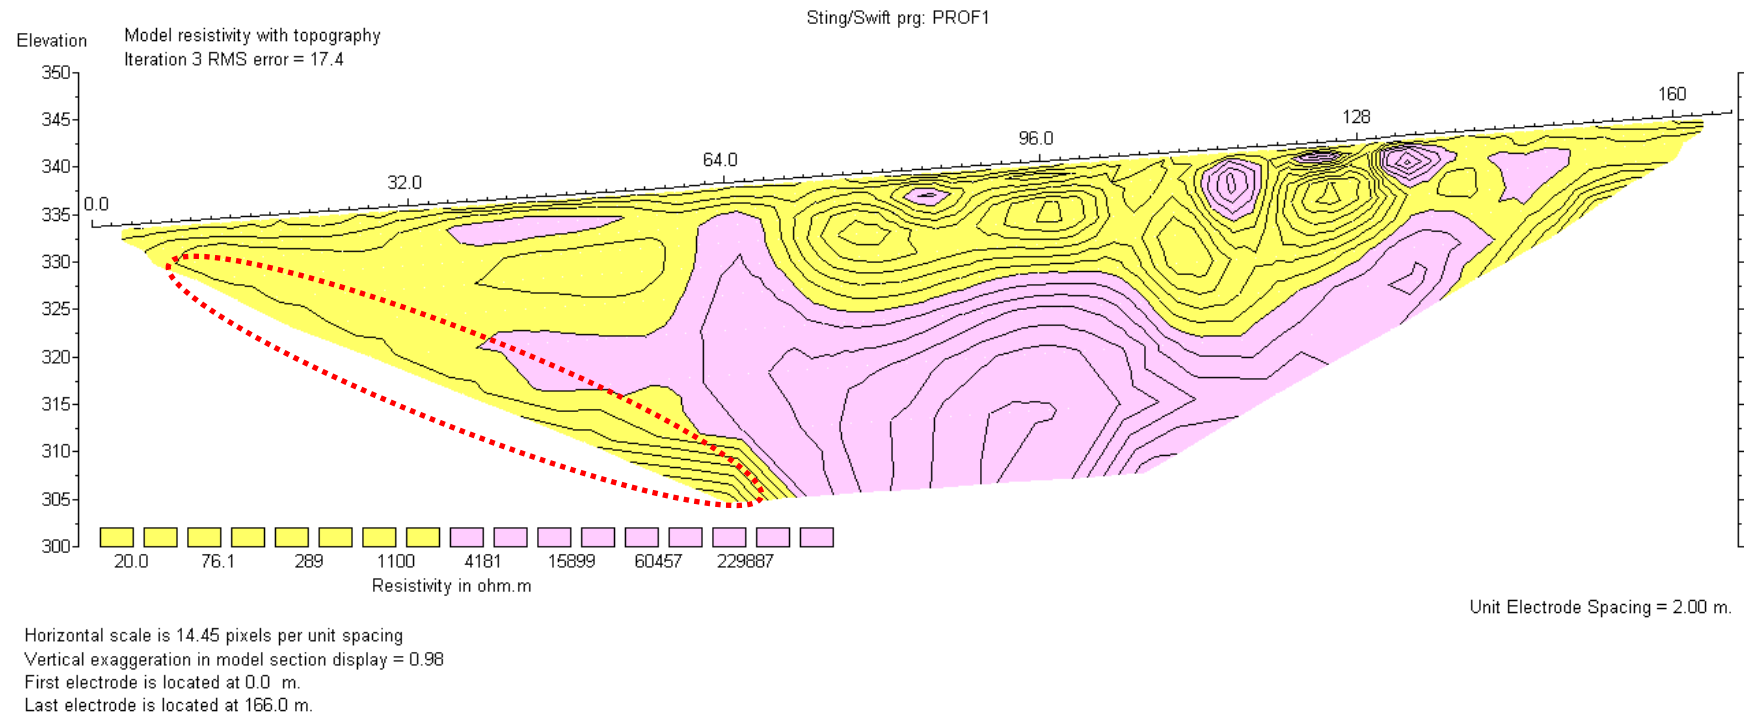 Sting/Swift prg: PROF1
Elevation
Model resistivity with topography
Iteration 3 RMS error = 17.4
350
345
340
335
330
325
320
315
310
305
300
0.0
32.0
64.0
96.0
128
160
20.0 76.1 289 1100 4181 15899 60457 229887
Resistivity in ohm.m
Unit Electrode Spacing = 2.00 m.
Horizontal scale is 14.45 pixels per unit spacing
Vertical exaggeration in model section display = 0.98
First electrode is located at 0.0 m.
Last electrode is located at 166.0 m.